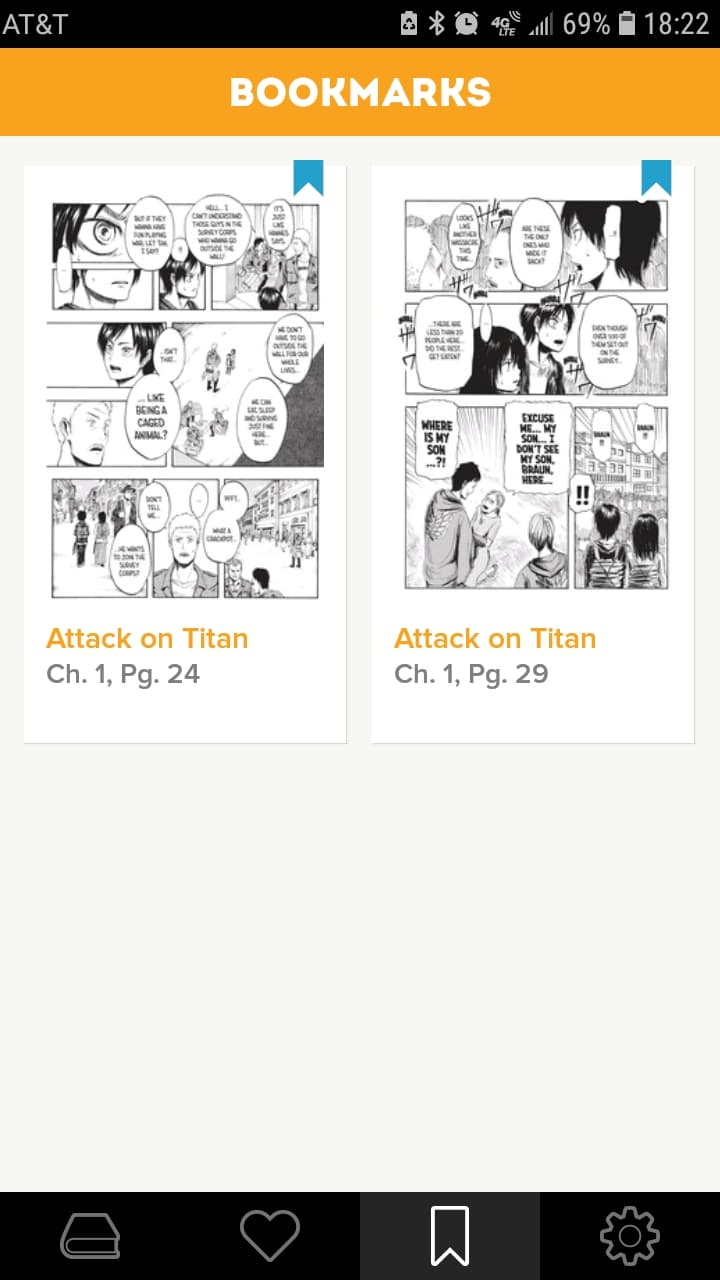 AT&T 4G LTE 69% 18:22
BOOKMARKS
IT'S
JUST
LIKE
HANNES
SAYS.
HELL... I
CAN'T UNDERSTAND
THOSE GUYS IN THE
SURVEY CORPS
WHO WANNA GO
OUTSIDE THE
WALL!
BUT IF THEY
WANNA HAVE
FUN PLAYING
WAR, LET 'EM,
I SAY!!
WE DON'T
HAVE TO GO
OUTSIDE THE
WALL FOR OUR
WHOLE
LIVES...
WE CAN
EAT, SLEEP
AND SURVIVE
JUST FINE
HERE...
BUT...
...ISN'T
THAT...
... LIKE
BEING A
CAGED
ANIMAL?
PFFT...
WHAT A
CRACKPOT...
...
DON'T
TELL
ME...
...HE WANTS
TO JOIN THE
SURVEY
CORPS?
Attack on Titan
Ch. 1, Pg. 24
ARE THESE
THE ONLY
ONES WHO
MADE IT
BACK?
LOOKS
LIKE
ANOTHER
MASSACRE
THIS
TIME...
EVEN THOUGH
OVER 100 OF
THEM SET OUT
ON THE
SURVEY...
...THERE ARE
LESS THAN 20
PEOPLE HERE...
DID THE REST...
GET EATEN?
BRAUN
!!
BRAUN
!!
!!
EXCUSE
ME... MY
SON... I
DON'T SEE
MY SON,
BRAUN,
HERE...
WHERE
IS MY
SON
...?!
Attack on Titan
Ch. 1, Pg. 29